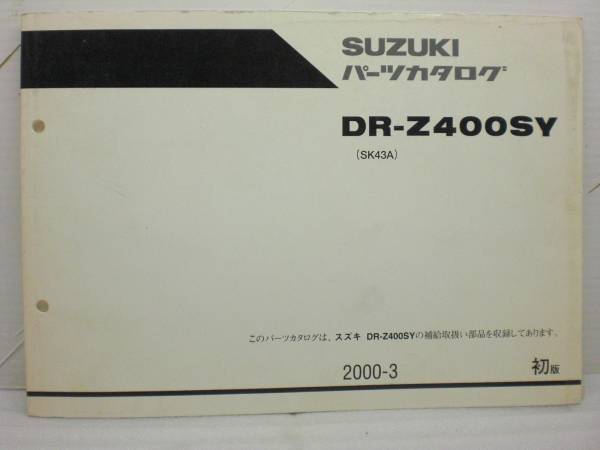 SUZUKI
パーツカタログ
DR-Z400SY
(SK43A)
このパーツカタログは、スズキ DR-Z400SYの補給取扱い部品を収録してあります。
2000-3
初版